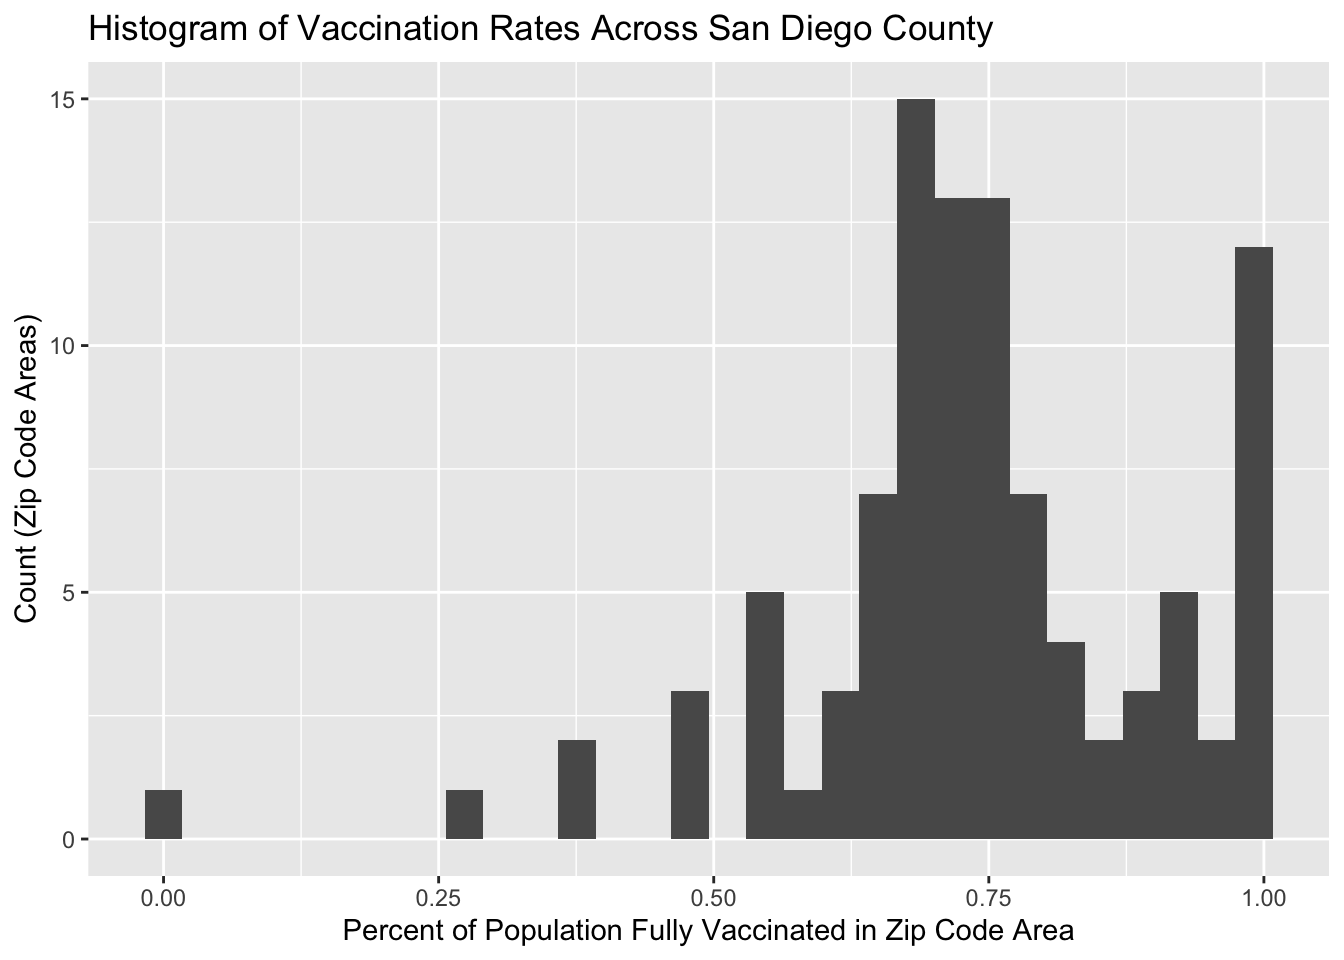 Histogram of Vaccination Rates Across San Diego County
15
10
5
0
Count (Zip Code Areas)
0.00 0.25 0.50 0.75 1.00
Percent of Population Fully Vaccinated in Zip Code Area